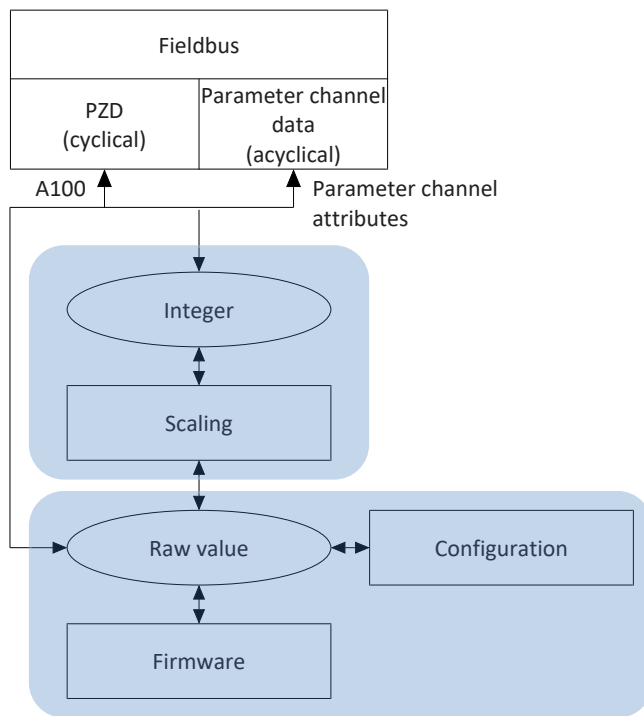 Fieldbus
PZD
(cyclical)
Parameter channel
data
(acyclical)
A100
Parameter channel
attributes
Integer
Scaling
Raw value
Configuration
Firmware